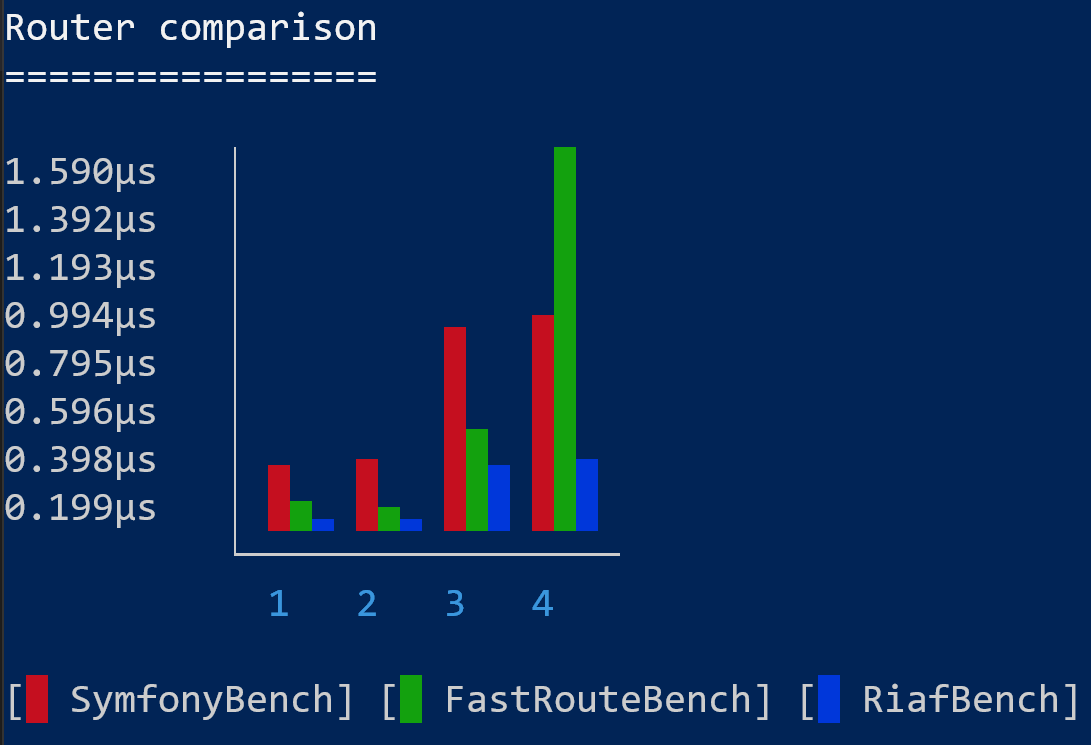 Router comparison
=================
1.590μs
1.392μs
1.193μs
0.994μs
0.795μs
0.596μs
0.398μs
0.199μs
1 2 3 4
[ SymfonyBench] [ FastRouteBench] [ RiafBench]